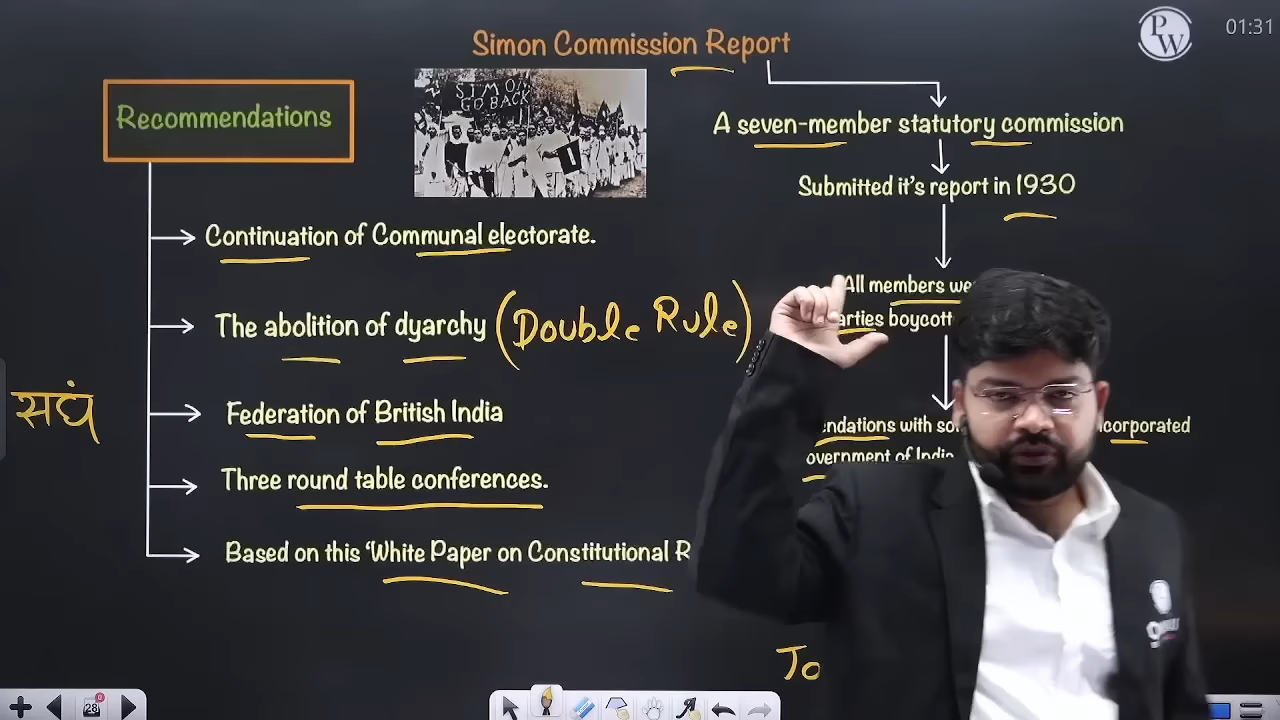 Simon Commission Report
PW
01:31
SIMON
GO BACK
Recommendations
Continuation of Communal electorate.
The abolition of dyarchy (Double Rule)
Federation of British India
संघ
Three round table conferences.
Based on this 'White Paper on Constitutional R
A seven-member statutory commission
Submitted it's report in 1930
All members we
arties boycott
endations with so
corporated
overnment of India
To
28
0